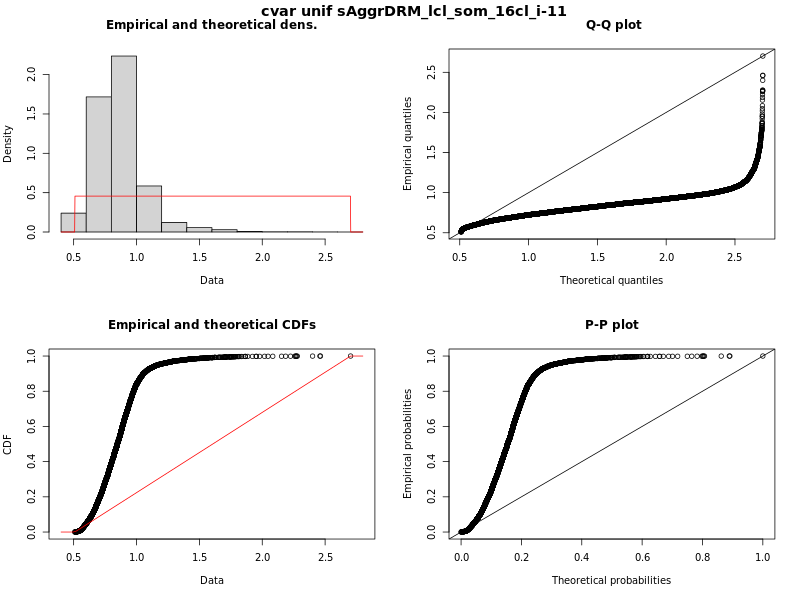 cvar unif sAggrDRM_lcl_som_16cl_i-11
Empirical and theoretical dens.
Density
0.0 0.5 1.0 1.5 2.0
0.5 1.0 1.5 2.0 2.5
Data
Q-Q plot
Empirical quantiles
0.5 1.0 1.5 2.0 2.5
0.5 1.0 1.5 2.0 2.5
Theoretical quantiles
Empirical and theoretical CDFs
CDF
0.0 0.2 0.4 0.6 0.8 1.0
0.5 1.0 1.5 2.0 2.5
Data
P-P plot
Empirical probabilities
0.0 0.2 0.4 0.6 0.8 1.0
0.0 0.2 0.4 0.6 0.8 1.0
Theoretical probabilities